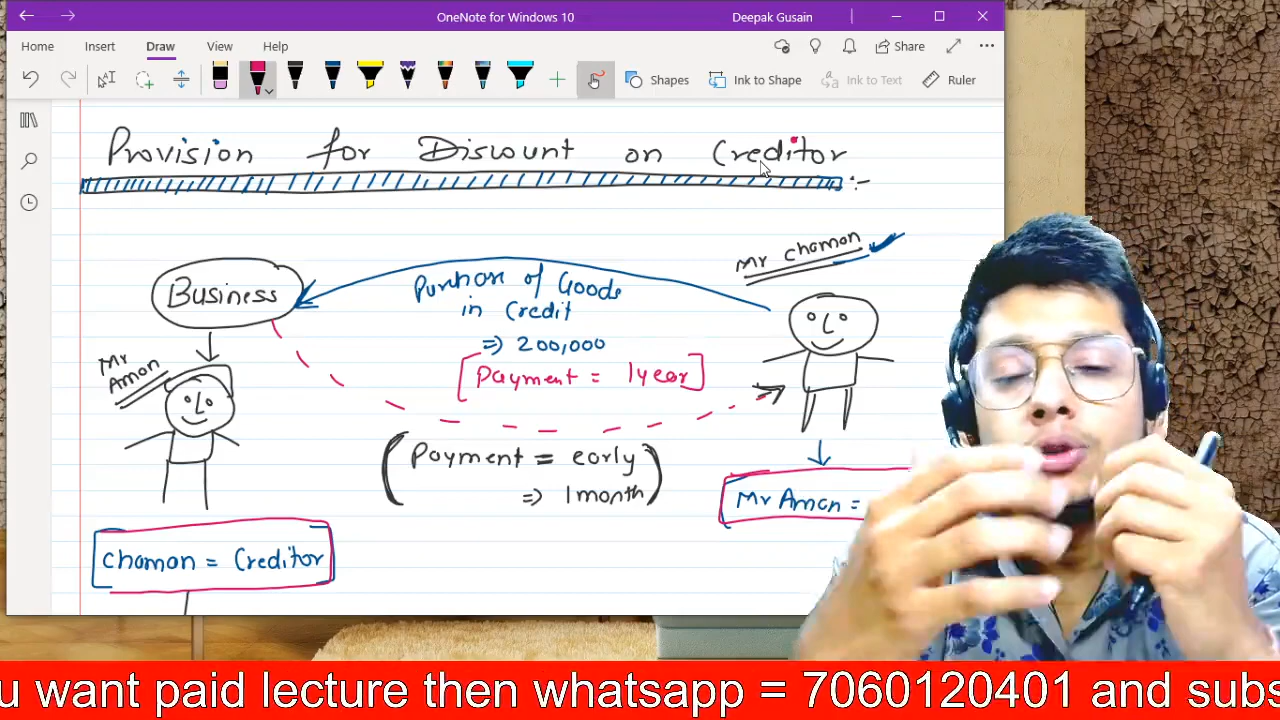 OneNote for Windows 10
Deepak Gusain
Home Insert Draw View Help
Share
Shapes Ink to Shape Ink to Text Ruler
Provision for Discount on Creditor :-
Mr chaman
Business
Purchase of Goods
in Credit
=> 200,000
[Payment = 1year]
Mr
Aman
(Payment = early
=> 1month)
Mr Aman =
chaman = Creditor
u want paid lecture then whatsapp = 7060120401 and subs